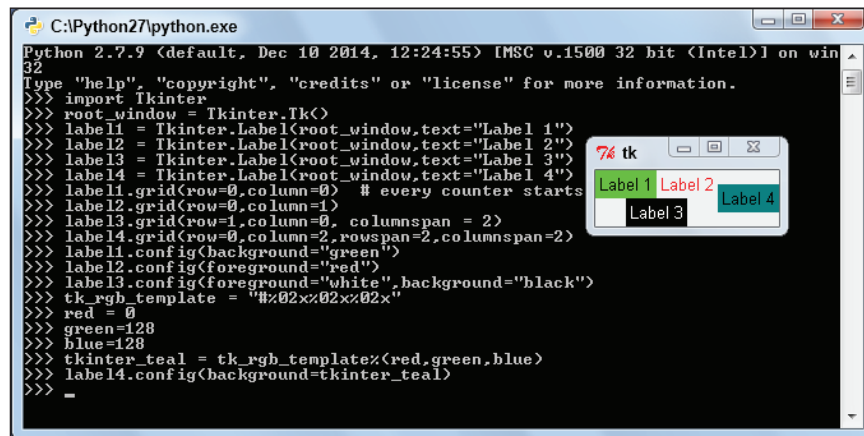 C:\Python27\python.exe
Python 2.7.9 (default, Dec 10 2014, 12:24:55) [MSC v.1500 32 bit (Intel)] on win
32
Type "help", "copyright", "credits" or "license" for more information.
>>> import Tkinter
>>> root_window = Tkinter.Tk()
>>> label1 = Tkinter.Label(root_window,text="Label 1")
>>> label2 = Tkinter.Label(root_window,text="Label 2")
>>> label3 = Tkinter.Label(root_window,text="Label 3")
>>> label4 = Tkinter.Label(root_window,text="Label 4")
>>> label1.grid(row=0,column=0)  # every counter starts
>>> label2.grid(row=0,column=1)
>>> label3.grid(row=1,column=0, columnspan = 2)
>>> label4.grid(row=0,column=2,rowspan=2,columnspan=2)
>>> label1.config(background="green")
>>> label2.config(foreground="red")
>>> label3.config(foreground="white",background="black")
>>> tk_rgb_template = "#%02x%02x%02x"
>>> red = 0
>>> green=128
>>> blue=128
>>> tkinter_teal = tk_rgb_template%(red,green,blue)
>>> label4.config(background=tkinter_teal)
>>> _
tk
Label 1 Label 2
Label 4
Label 3